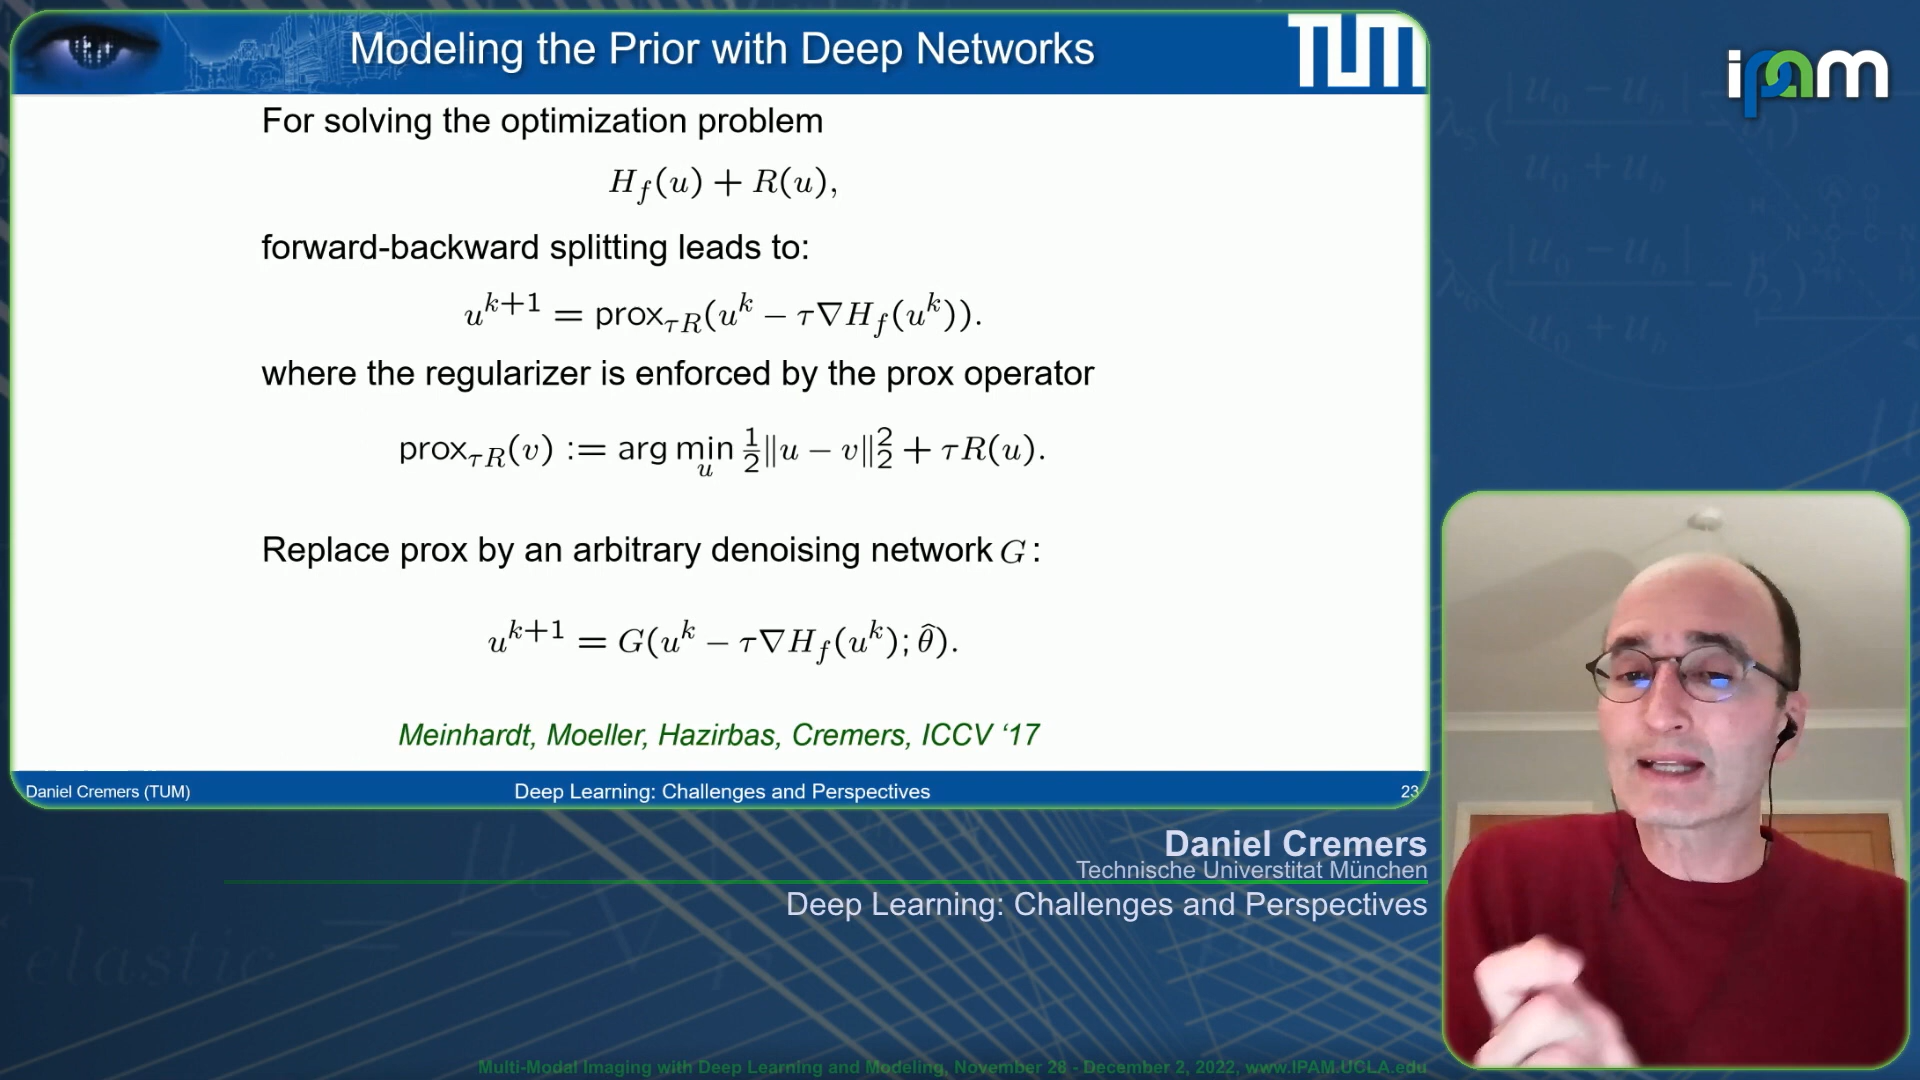 Modeling the Prior with Deep Networks
TUM
ipam
For solving the optimization problem
H_f(u) + R(u),
forward-backward splitting leads to:
u^{k+1} = prox_{τR}(u^k − τ∇H_f(u^k)).
where the regularizer is enforced by the prox operator
prox_{τR}(v) := arg min_u ½‖u − v‖²₂ + τR(u).
Replace prox by an arbitrary denoising network G:
u^{k+1} = G(u^k − τ∇H_f(u^k); θ̂).
Meinhardt, Moeller, Hazirbas, Cremers, ICCV ‘17
Daniel Cremers (TUM)
Deep Learning: Challenges and Perspectives
23
Daniel Cremers
Technische Universtitat München
Deep Learning: Challenges and Perspectives
elastic
Multi-Modal Imaging with Deep Learning and Modeling, November 28 - December 2, 2022, www.IPAM.UCLA.edu